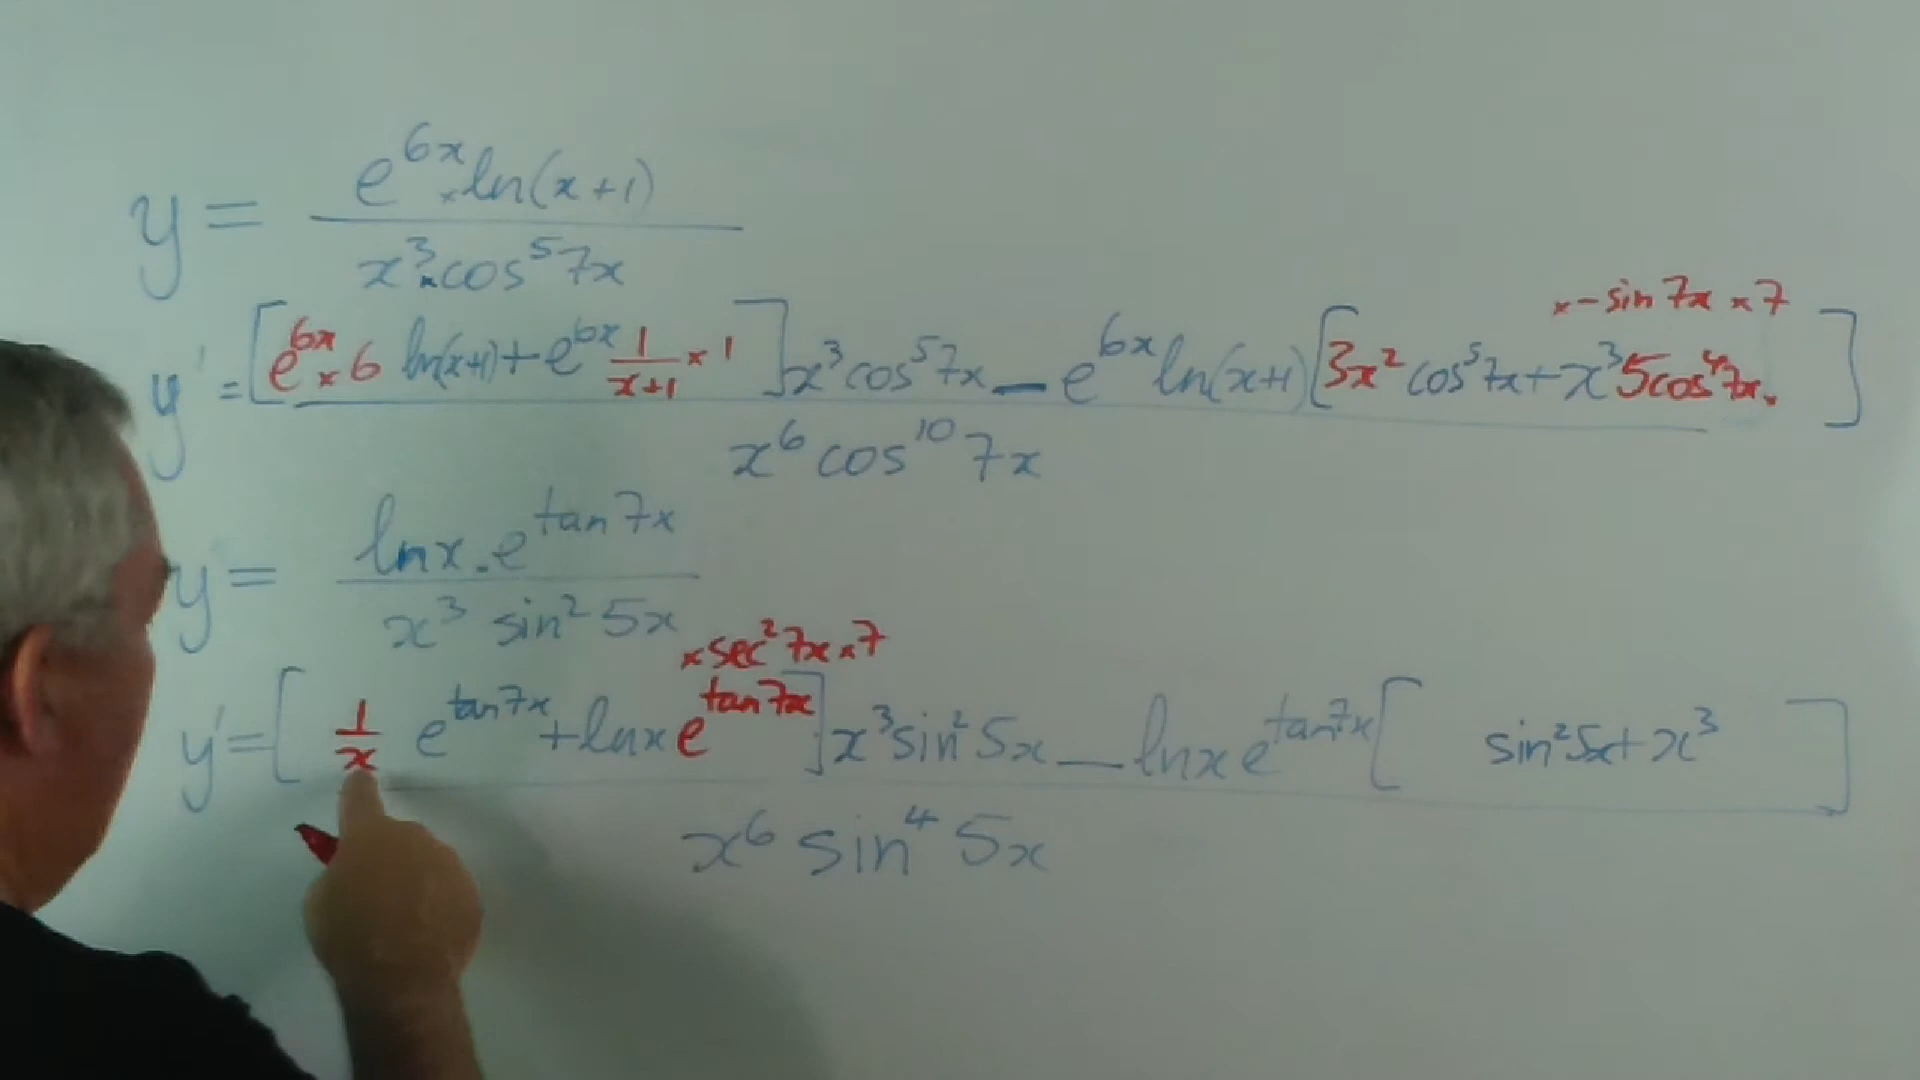 y = e^{6x} × ln(x+1) / x^3 . cos^5 7x
× - sin 7x × 7
y' = [e^{6x} × 6 ln(x+1) + e^{6x} 1/(x+1) × 1] x^3 cos^5 7x - e^{6x} ln(x+1) [3x^2 cos^5 7x + x^3 5cos^4 7x . ]
x^6 cos^{10} 7x
y = lnx . e^{tan 7x} / x^3 sin^2 5x
× sec^2 7x × 7
y' = [1/x e^{tan 7x} + lnx e^{tan 7x}] x^3 sin^2 5x - lnx e^{tan 7x} [ sin^2 5x + x^3 ]
x^6 sin^4 5x